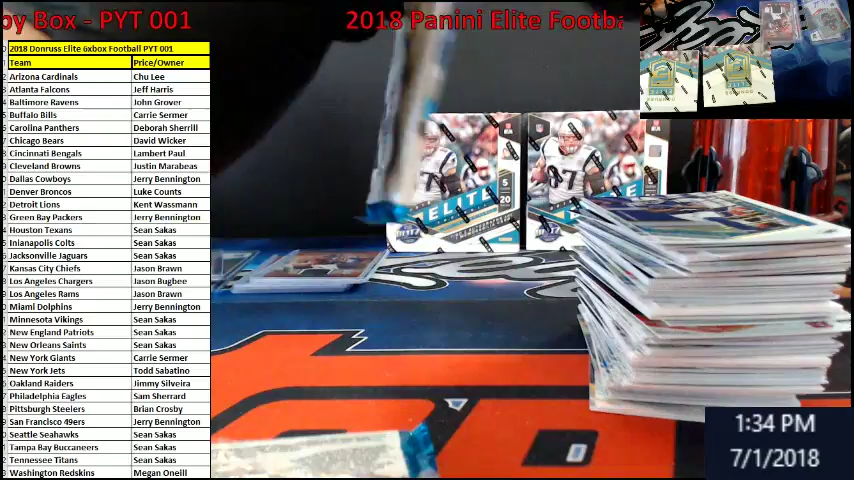 by Box - PYT 001
2018 Panini Elite Footba
2018 Donruss Elite 6xbox Football PYT 001
Team Price/Owner
Arizona Cardinals Chu Lee
Atlanta Falcons Jeff Harris
Baltimore Ravens John Grover
Buffalo Bills Carrie Sermer
Carolina Panthers Deborah Sherrill
Chicago Bears David Wicker
Cincinnati Bengals Lambert Paul
Cleveland Browns Justin Marabeas
Dallas Cowboys Jerry Bennington
Denver Broncos Luke Counts
Detroit Lions Kent Wassmann
Green Bay Packers Jerry Bennington
Houston Texans Sean Sakas
Inianapolis Colts Sean Sakas
Jacksonville Jaguars Sean Sakas
Kansas City Chiefs Jason Brawn
Los Angeles Chargers Jason Bugbee
Los Angeles Rams Jason Brawn
Miami Dolphins Jerry Bennington
Minnesota Vikings Sean Sakas
New England Patriots Sean Sakas
New Orleans Saints Sean Sakas
New York Giants Carrie Sermer
New York Jets Todd Sabatino
Oakland Raiders Jimmy Silveira
Philadelphia Eagles Sam Sherrard
Pittsburgh Steelers Brian Crosby
San Francisco 49ers Jerry Bennington
Seattle Seahawks Sean Sakas
Tampa Bay Buccaneers Sean Sakas
Tennessee Titans Sean Sakas
Washington Redskins Megan Oneill
ELITE
5
20
87
1:34 PM
7/1/2018